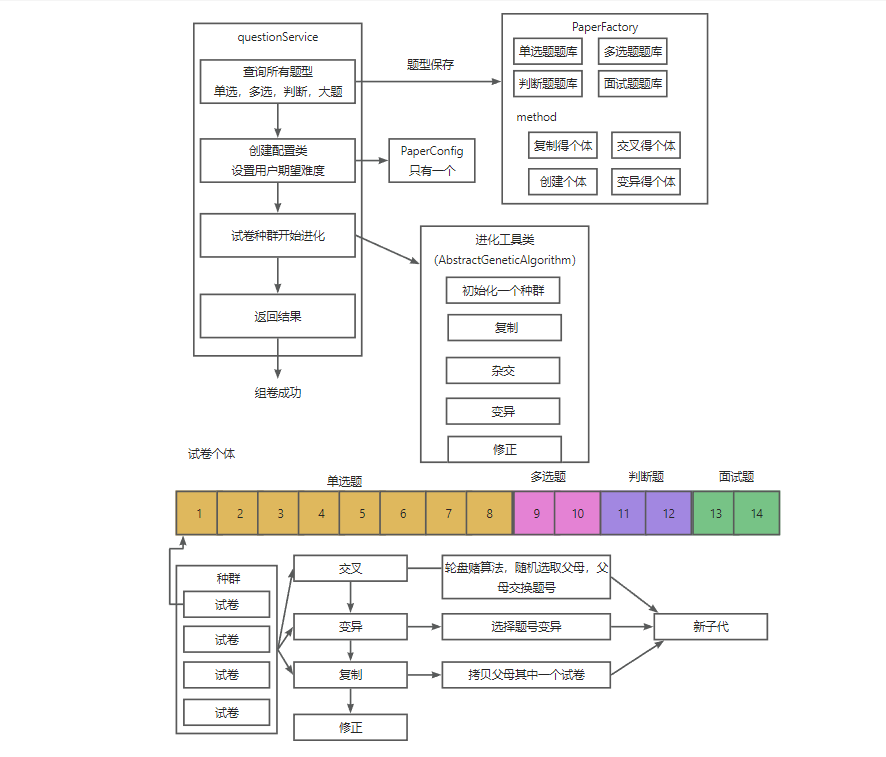 questionService
查询所有题型
单选，多选，判断，大题
创建配置类
设置用户期望难度
试卷种群开始进化
返回结果
组卷成功
题型保存
PaperConfig
只有一个
PaperFactory
单选题题库
多选题题库
判断题题库
面试题题库
method
复制得个体
交叉得个体
创建个体
变异得个体
进化工具类
（AbstractGeneticAlgorithm）
初始化一个种群
复制
杂交
变异
修正
试卷个体
单选题
多选题
判断题
面试题
1
2
3
4
5
6
7
8
9
10
11
12
13
14
种群
试卷
试卷
试卷
试卷
交叉
变异
复制
修正
轮盘赌算法，随机选取父母，父
母交换题号
选择题号变异
拷贝父母其中一个试卷
新子代